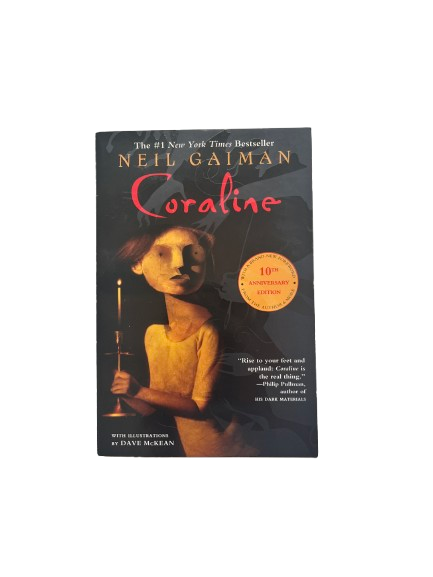 The #1 New York Times Bestseller
NEIL GAIMAN
Coraline
10TH
ANNIVERSARY
EDITION
"Rise to your feet and
applaud: Coraline is
the real thing."
—Philip Pullman,
author of
HIS DARK MATERIALS
WITH ILLUSTRATIONS
BY DAVE McKEAN